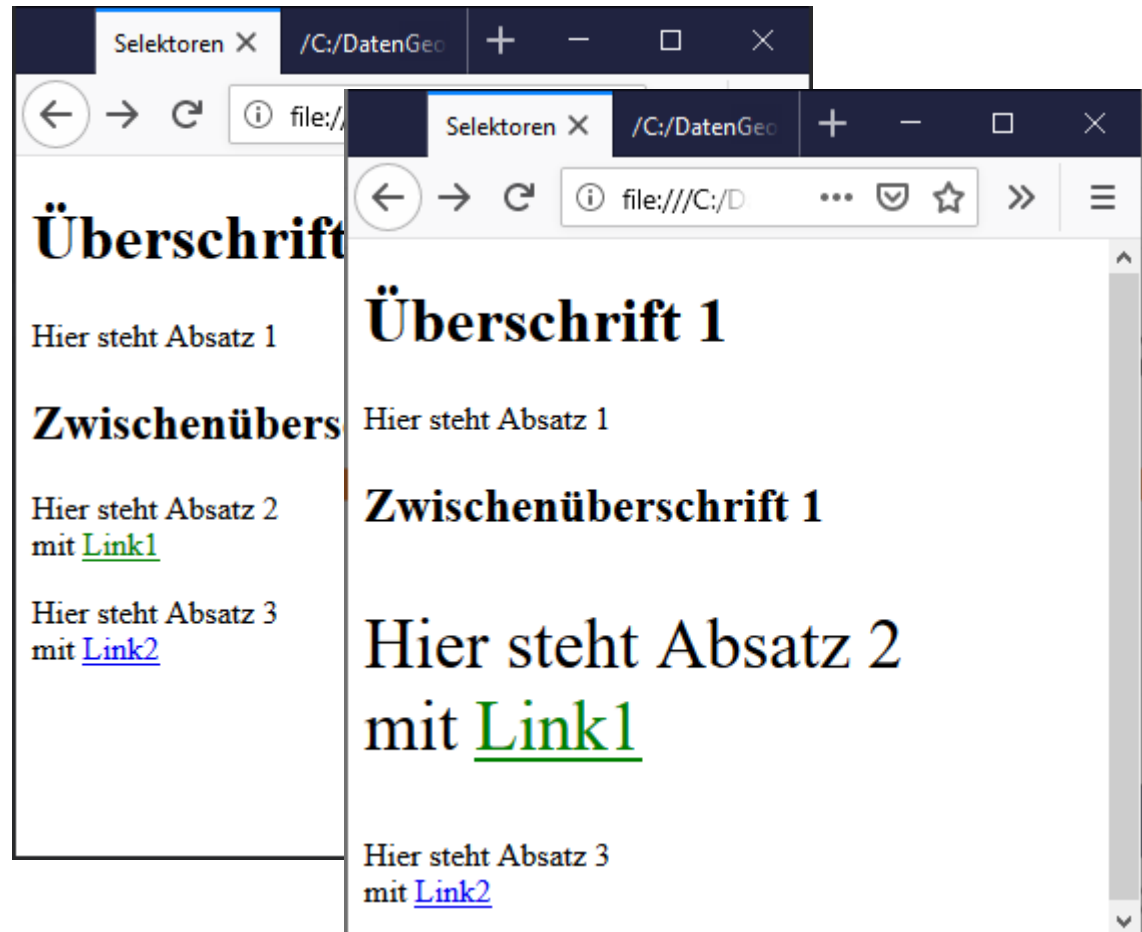 Selektoren
/C:/DatenGeo
file://
Überschrift
Hier steht Absatz 1
Zwischenübers
Hier steht Absatz 2
mit Link1
Hier steht Absatz 3
mit Link2
Selektoren
/C:/DatenGeo
file:///C:/D
Überschrift 1
Hier steht Absatz 1
Zwischenüberschrift 1
Hier steht Absatz 2
mit Link1
Hier steht Absatz 3
mit Link2